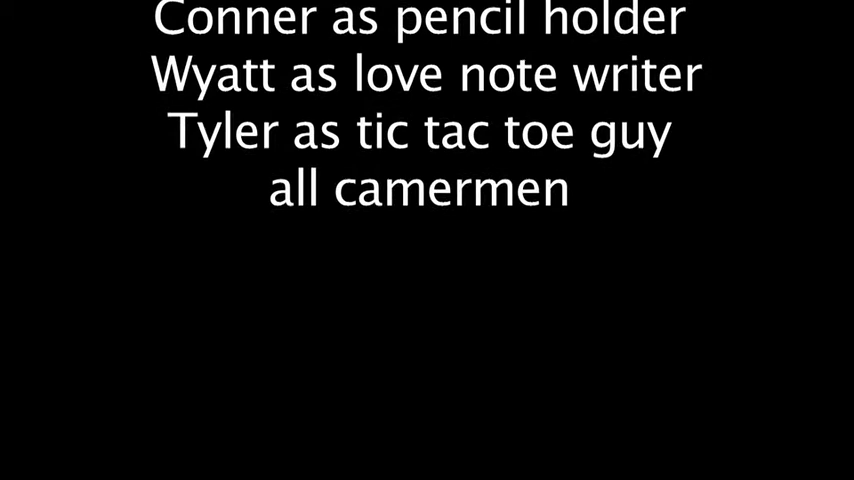 Conner as pencil holder
Wyatt as love note writer
Tyler as tic tac toe guy
all camermen